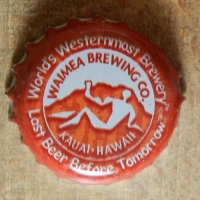 World's Westernmost Brewery
WAIMEA BREWING CO.
KAUAI • HAWAII
Last Beer Before Tomorrow